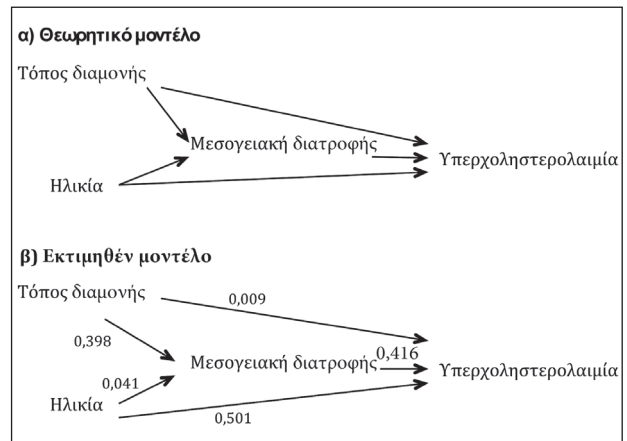 α) Θεωρητικό μοντέλο
Τόπος διαμονής
Μεσογειακή διατροφής
Υπερχοληστερολαιμία
Ηλικία
β) Εκτιμηθέν μοντέλο
Τόπος διαμονής
0,009
0,398
Μεσογειακή διατροφής
0,416
Υπερχοληστερολαιμία
0,041
Ηλικία
0,501